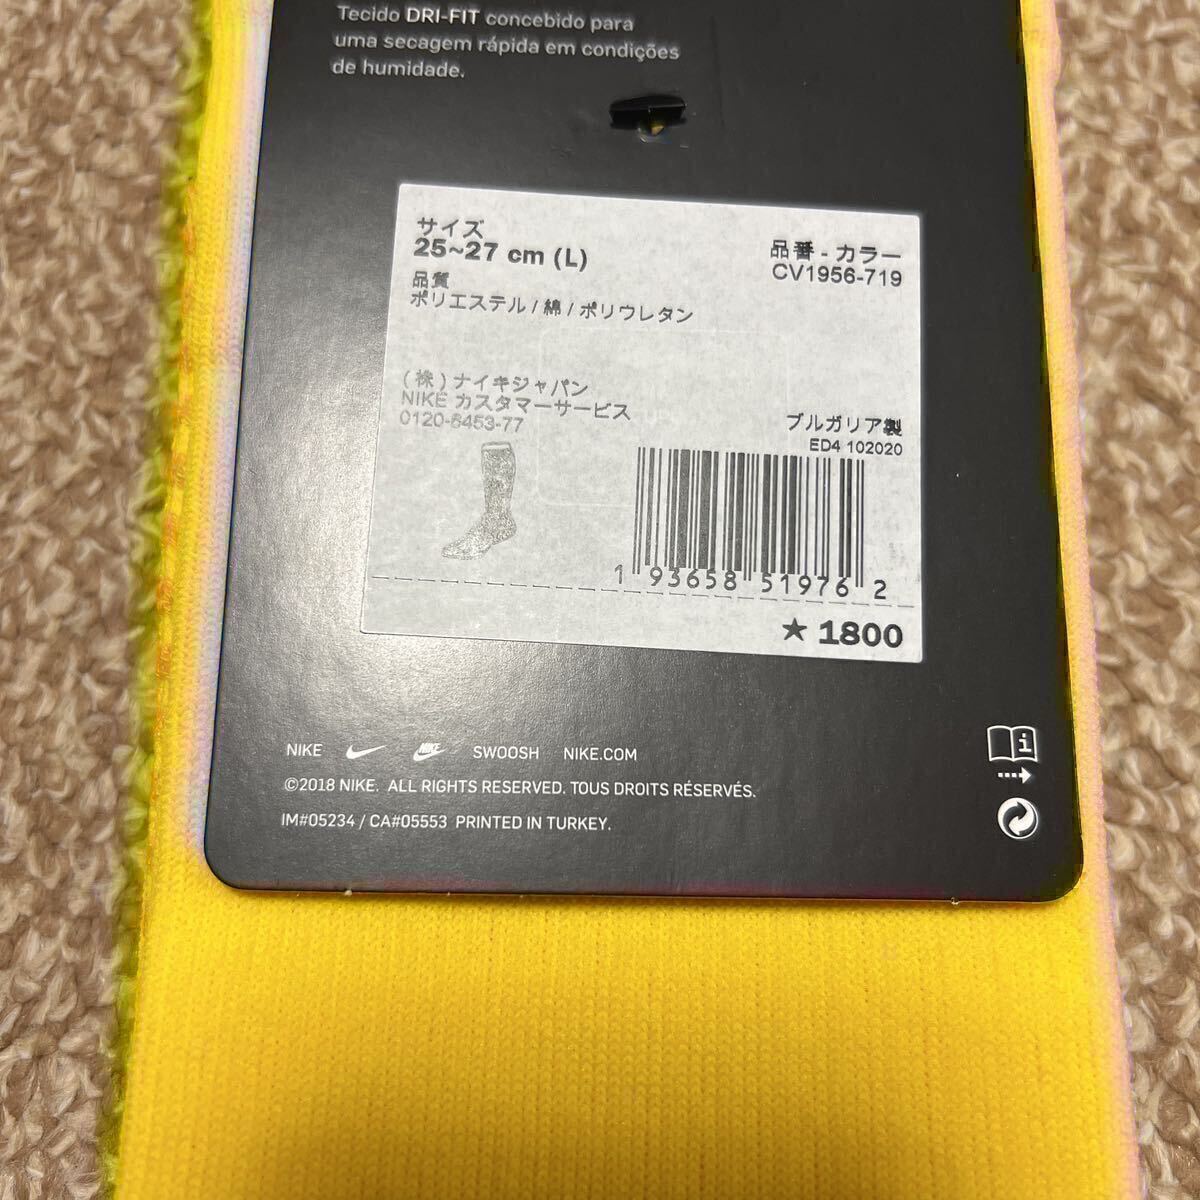 Tecido DRI-FIT concebido para
uma secagem rápida em condições
de humidade.
サイズ
25~27 cm (L)
品番 - カラー
CV1956-719
品質
ポリエステル / 綿 / ポリウレタン
(株) ナイキジャパン
NIKE カスタマーサービス
0120-6453-77
ブルガリア製
ED4 102020
1 93658 51976 2
★ 1800
NIKE NIKE SWOOSH NIKE.COM
©2018 NIKE. ALL RIGHTS RESERVED. TOUS DROITS RÉSERVÉS.
IM#05234 / CA#05553 PRINTED IN TURKEY.